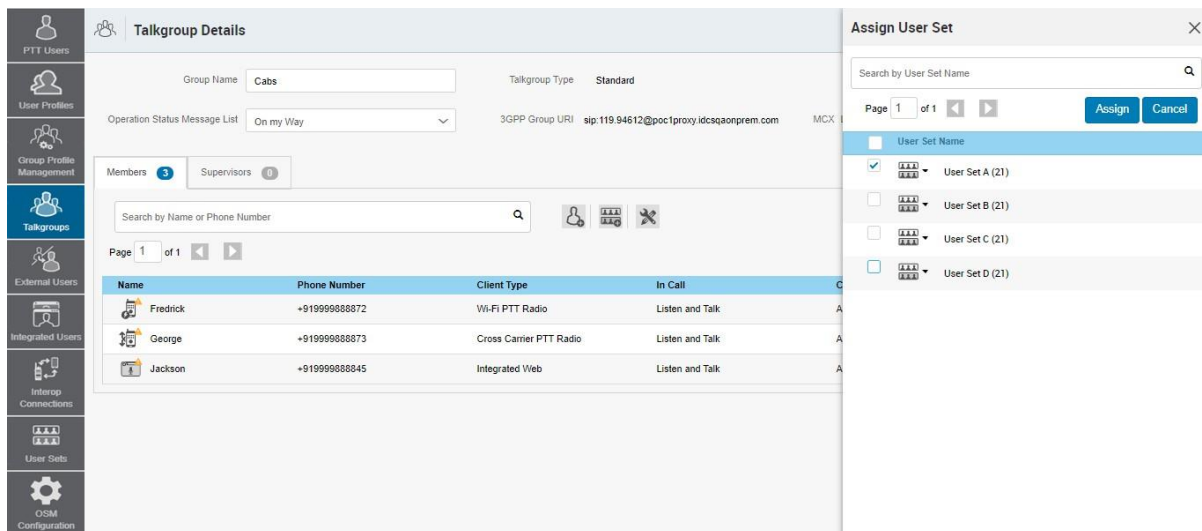 PTT Users
User Profiles
Group Profile
Management
Talkgroups
External Users
Integrated Users
Interop
Connections
User Sets
OSM
Configuration
Talkgroup Details
Group Name Cabs Talkgroup Type Standard
Operation Status Message List On my Way 3GPP Group URI sip:119.94612@poc1proxy.idcsqaonprem.com MCX
Members 3 Supervisors 0
Search by Name or Phone Number
Page 1 of 1
Name Phone Number Client Type In Call C
Fredrick +919999888872 Wi-Fi PTT Radio Listen and Talk A
George +919999888873 Cross Carrier PTT Radio Listen and Talk A
Jackson +919999888845 Integrated Web Listen and Talk A
Assign User Set
Search by User Set Name
Page 1 of 1 Assign Cancel
User Set Name
User Set A (21)
User Set B (21)
User Set C (21)
User Set D (21)